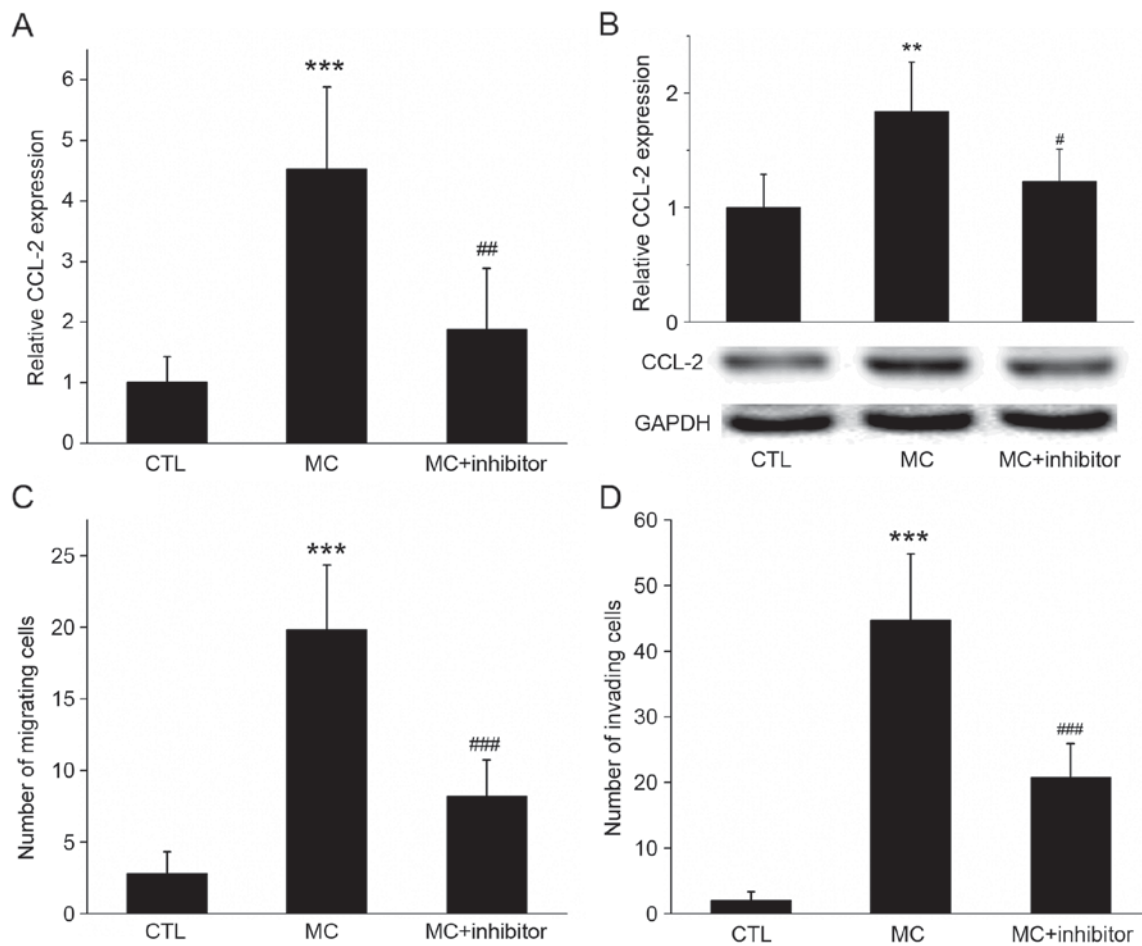 A
Relative CCL-2 expression
6
5
4
3
2
1
0
***
##
CTL MC MC+inhibitor
B
Relative CCL-2 expression
2
1
0
**
#
CCL-2
GAPDH
CTL MC MC+inhibitor
C
Number of migrating cells
25
20
15
10
5
0
***
###
CTL MC MC+inhibitor
D
Number of invading cells
60
50
40
30
20
10
0
***
###
CTL MC MC+inhibitor